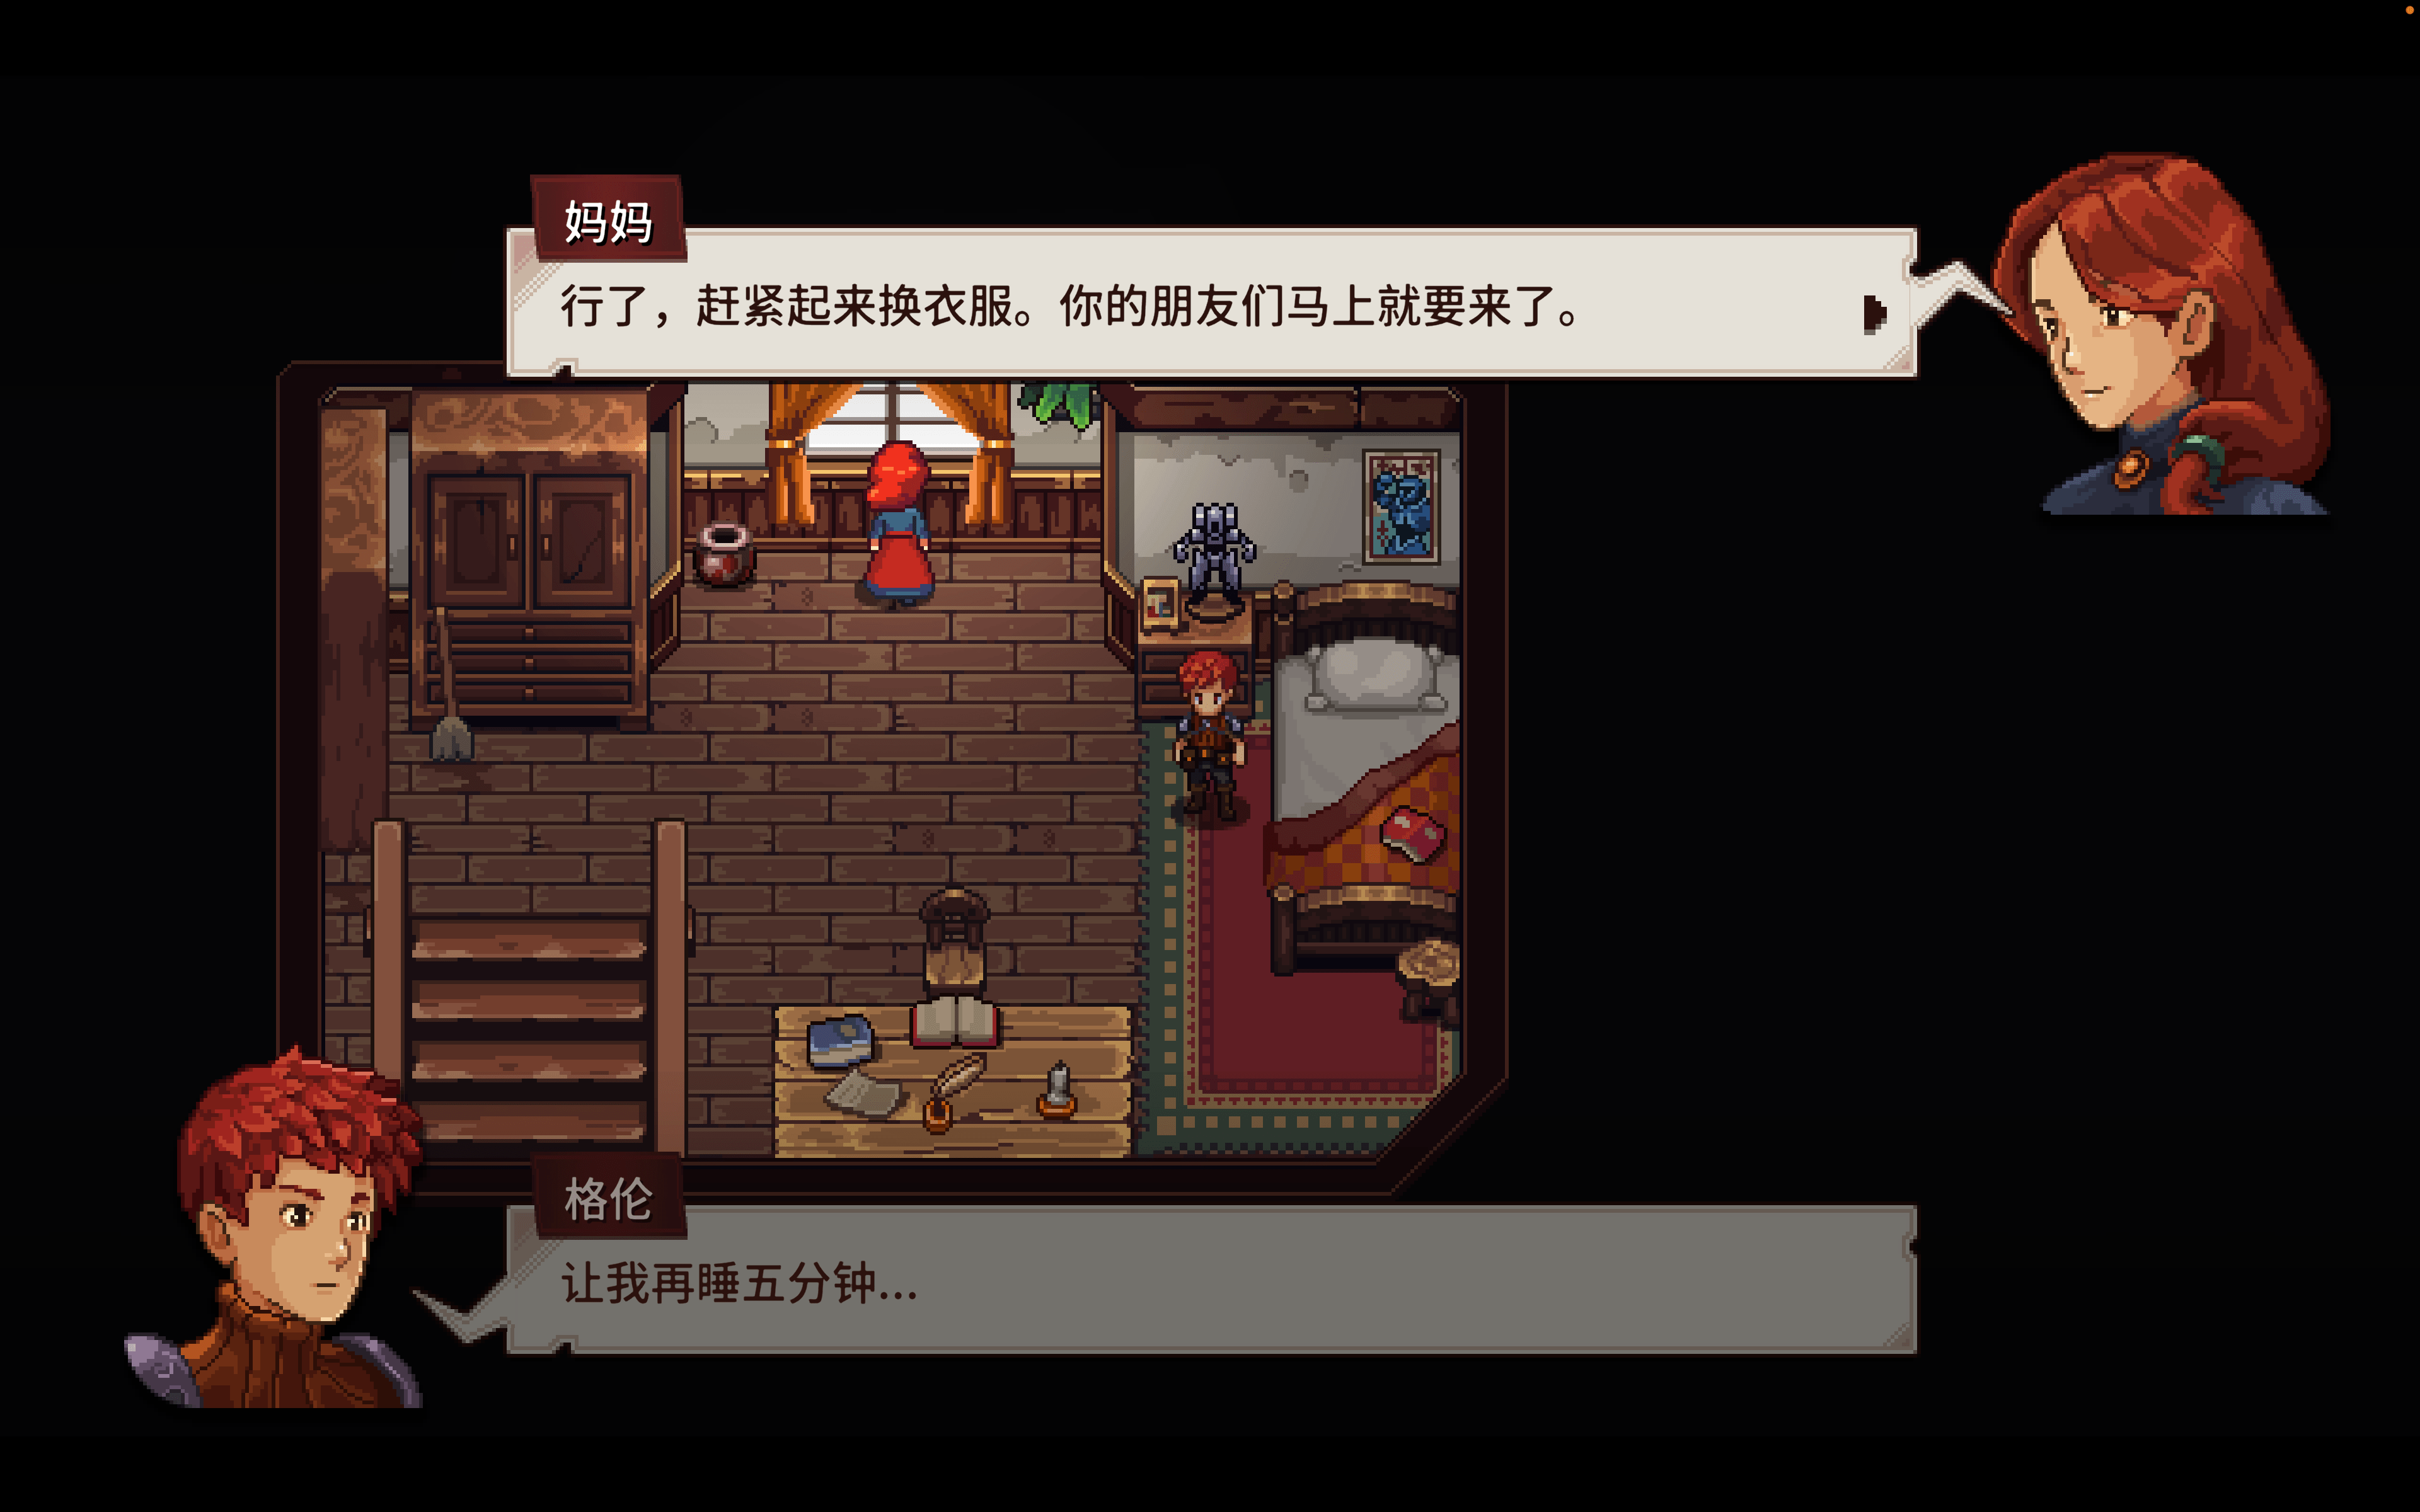 妈妈
行了，赶紧起来换衣服。你的朋友们马上就要来了。
格伦
让我再睡五分钟...